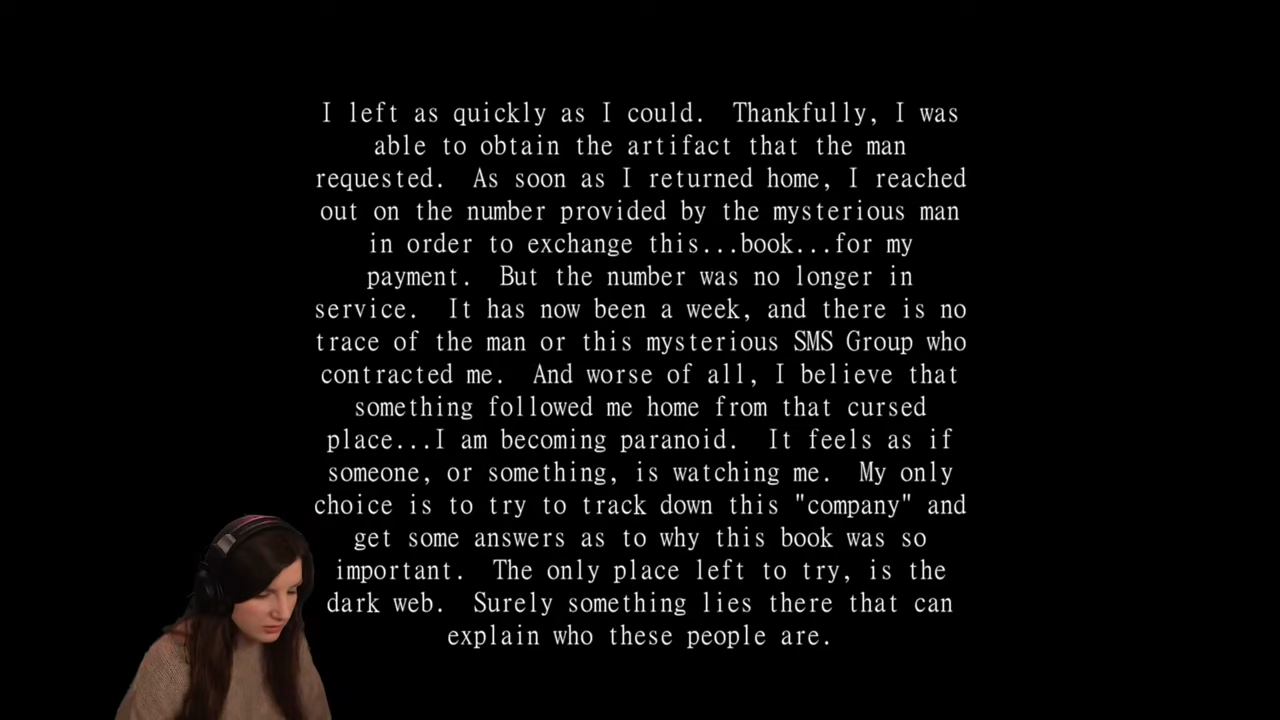 I left as quickly as I could.  Thankfully, I was
able to obtain the artifact that the man
requested.  As soon as I returned home, I reached
out on the number provided by the mysterious man
in order to exchange this...book...for my
payment.  But the number was no longer in
service.  It has now been a week, and there is no
trace of the man or this mysterious SMS Group who
contracted me.  And worse of all, I believe that
something followed me home from that cursed
place...I am becoming paranoid.  It feels as if
someone, or something, is watching me.  My only
choice is to try to track down this "company" and
get some answers as to why this book was so
important.  The only place left to try, is the
dark web.  Surely something lies there that can
explain who these people are.